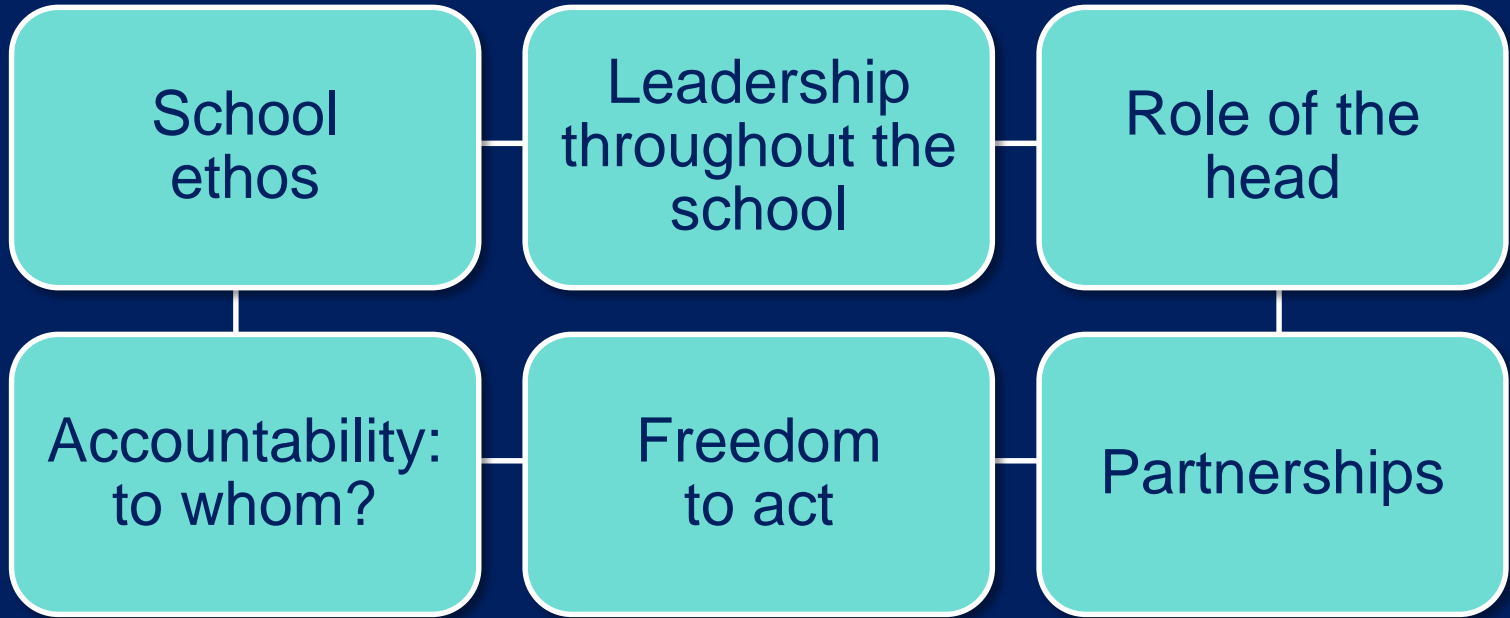 School
ethos
Leadership
throughout the
school
Role of the
head
Accountability:
to whom?
Freedom
to act
Partnerships